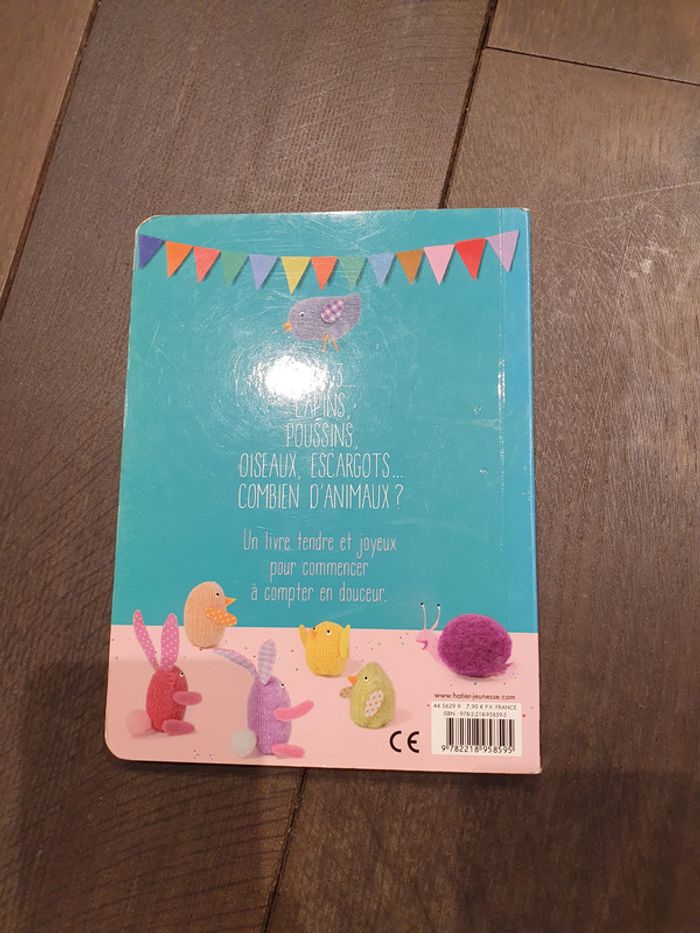 3...
LAPINS,
POUSSINS,
OISEAUX, ESCARGOTS...
COMBIEN D'ANIMAUX ?
Un livre tendre et joyeux
pour commencer
à compter en douceur.
www.hatier-jeunesse.com
44 5629 9 7,90 € P.V. FRANCE
ISBN : 978-2-218-95859-5
9 782218 958595
CE